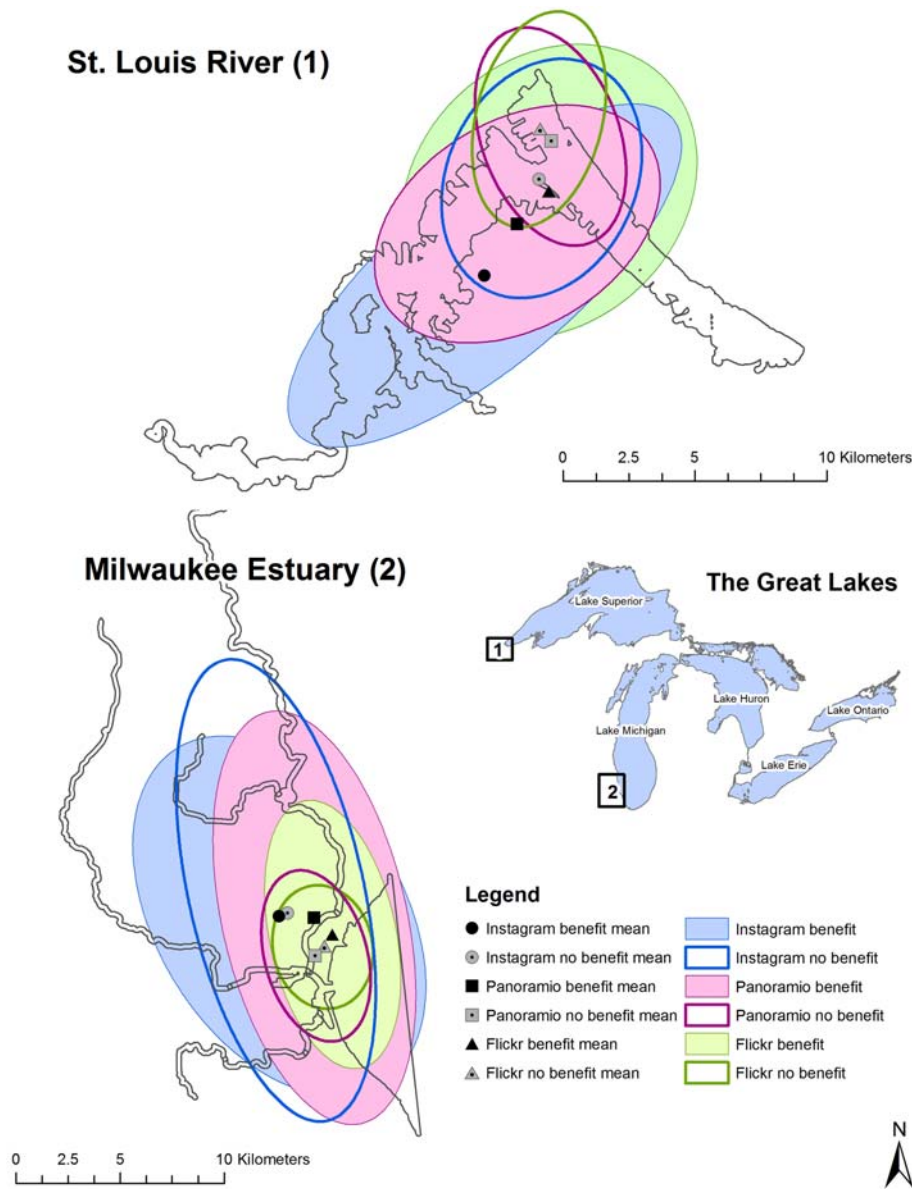 St. Louis River (1)
0 2.5 5 10 Kilometers
Milwaukee Estuary (2)
The Great Lakes
Lake Superior
1
Lake Huron
Lake Ontario
Lake Michigan
Lake Erie
2
Legend
Instagram benefit mean
Instagram benefit
Instagram no benefit mean
Instagram no benefit
Panoramio benefit mean
Panoramio benefit
Panoramio no benefit mean
Panoramio no benefit
Flickr benefit mean
Flickr benefit
Flickr no benefit mean
Flickr no benefit
N
0 2.5 5 10 Kilometers